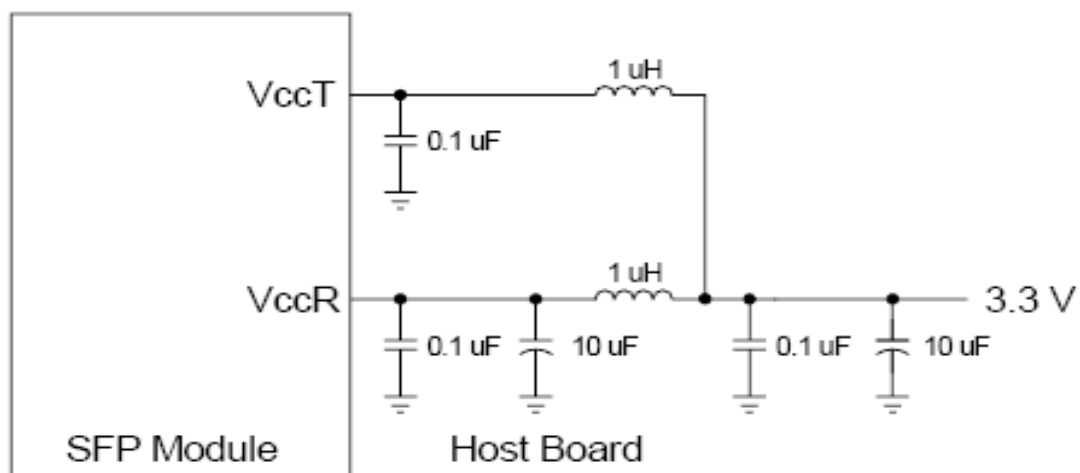 1 uH
VccT
0.1 uF
1 uH
VccR
3.3 V
0.1 uF
10 uF
0.1 uF
10 uF
SFP Module
Host Board